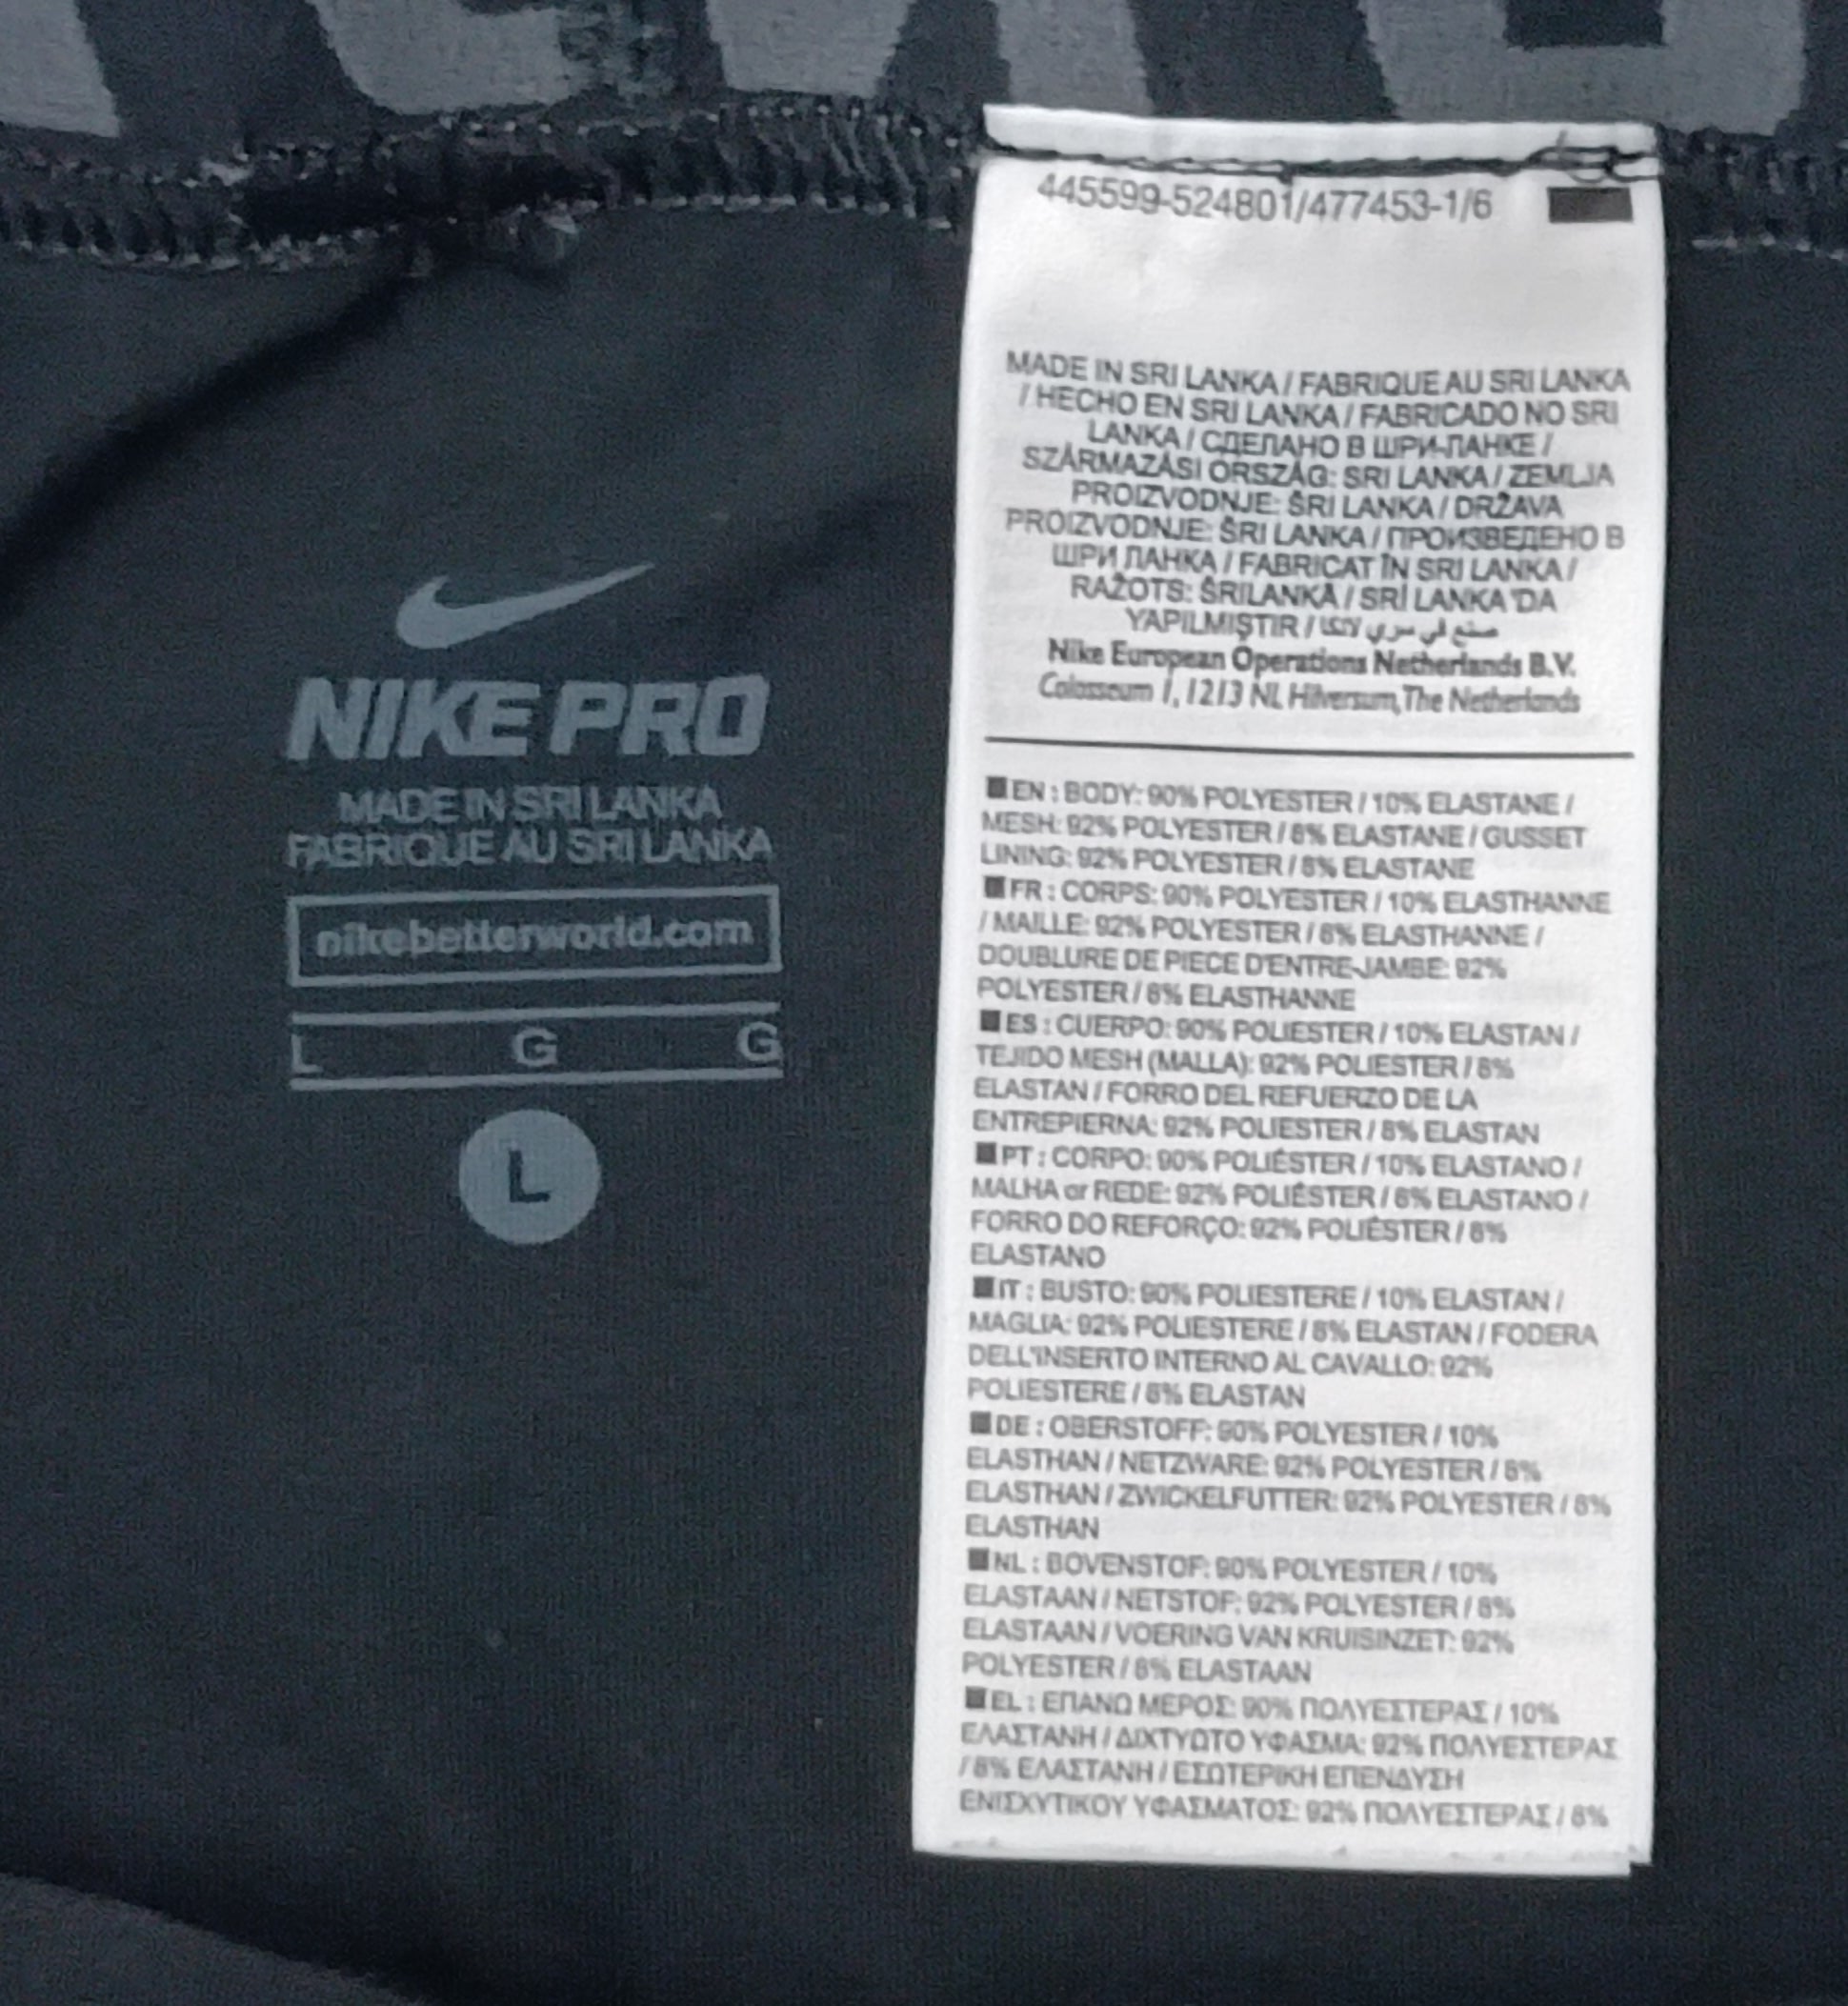 NIKE PRO
MADE IN SRI LANKA
FABRIQUE AU SRI LANKA
nikebetterworld.com
L G G
L
445599-524801/477453-1/6
MADE IN SRI LANKA / FABRIQUE AU SRI LANKA
/ HECHO EN SRI LANKA / FABRICADO NO SRI
LANKA / СДЕЛАНО В ШРИ-ЛАНКЕ /
SZÁRMAZÁSI ORSZÁG: SRI LANKA / ZEMLJA
PROIZVODNJE: ŠRI LANKA / DRŽAVA
PROIZVODNJE: ŠRI LANKA / ПРОИЗВЕДЕНО В
ШРИ ЛАНКА / FABRICAT ÎN SRI LANKA /
RAŽOTS: ŠRILANKĀ / SRİ LANKA 'DA
YAPILMIŞTIR / صنع في سري لانكا
Nike European Operations Netherlands B.V.
Colosseum 1, 1213 NL Hilversum, The Netherlands
EN : BODY: 90% POLYESTER / 10% ELASTANE /
MESH: 92% POLYESTER / 8% ELASTANE / GUSSET
LINING: 92% POLYESTER / 8% ELASTANE
FR : CORPS: 90% POLYESTER / 10% ELASTHANNE
/ MAILLE: 92% POLYESTER / 8% ELASTHANNE /
DOUBLURE DE PIECE D'ENTRE-JAMBE: 92%
POLYESTER / 8% ELASTHANNE
ES : CUERPO: 90% POLIESTER / 10% ELASTAN /
TEJIDO MESH (MALLA): 92% POLIESTER / 8%
ELASTAN / FORRO DEL REFUERZO DE LA
ENTREPIERNA: 92% POLIESTER / 8% ELASTAN
PT : CORPO: 90% POLIÉSTER / 10% ELASTANO /
MALHA or REDE: 92% POLIÉSTER / 8% ELASTANO /
FORRO DO REFORÇO: 92% POLIÉSTER / 8%
ELASTANO
IT : BUSTO: 90% POLIESTERE / 10% ELASTAN /
MAGLIA: 92% POLIESTERE / 8% ELASTAN / FODERA
DELL'INSERTO INTERNO AL CAVALLO: 92%
POLIESTERE / 8% ELASTAN
DE : OBERSTOFF: 90% POLYESTER / 10%
ELASTHAN / NETZWARE: 92% POLYESTER / 8%
ELASTHAN / ZWICKELFUTTER: 92% POLYESTER / 8%
ELASTHAN
NL : BOVENSTOF: 90% POLYESTER / 10%
ELASTAAN / NETSTOF: 92% POLYESTER / 8%
ELASTAAN / VOERING VAN KRUISINZET: 92%
POLYESTER / 8% ELASTAAN
EL : ΕΠΑΝΩ ΜΕΡΟΣ: 90% ΠΟΛΥΕΣΤΕΡΑΣ / 10%
ΕΛΑΣΤΑΝΗ / ΔΙΧΤΥΩΤΟ ΥΦΑΣΜΑ: 92% ΠΟΛΥΕΣΤΕΡΑΣ
/ 8% ΕΛΑΣΤΑΝΗ / ΕΣΩΤΕΡΙΚΗ ΕΠΕΝΔΥΣΗ
ΕΝΙΣΧΥΤΙΚΟΥ ΥΦΑΣΜΑΤΟΣ: 92% ΠΟΛΥΕΣΤΕΡΑΣ / 8%